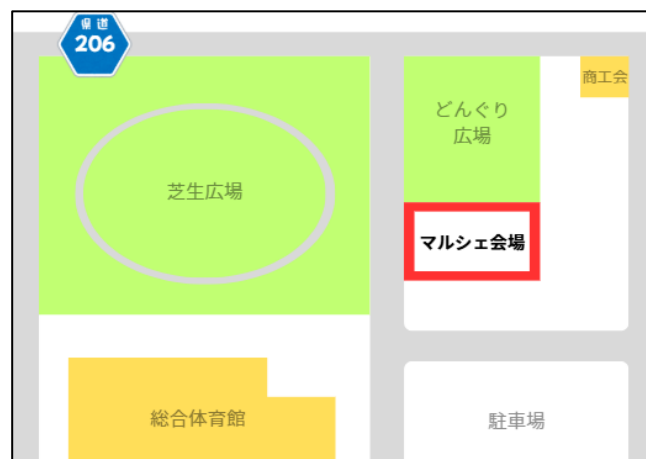 県道
206
商工会
どんぐり
広場
芝生広場
マルシェ会場
総合体育館
駐車場